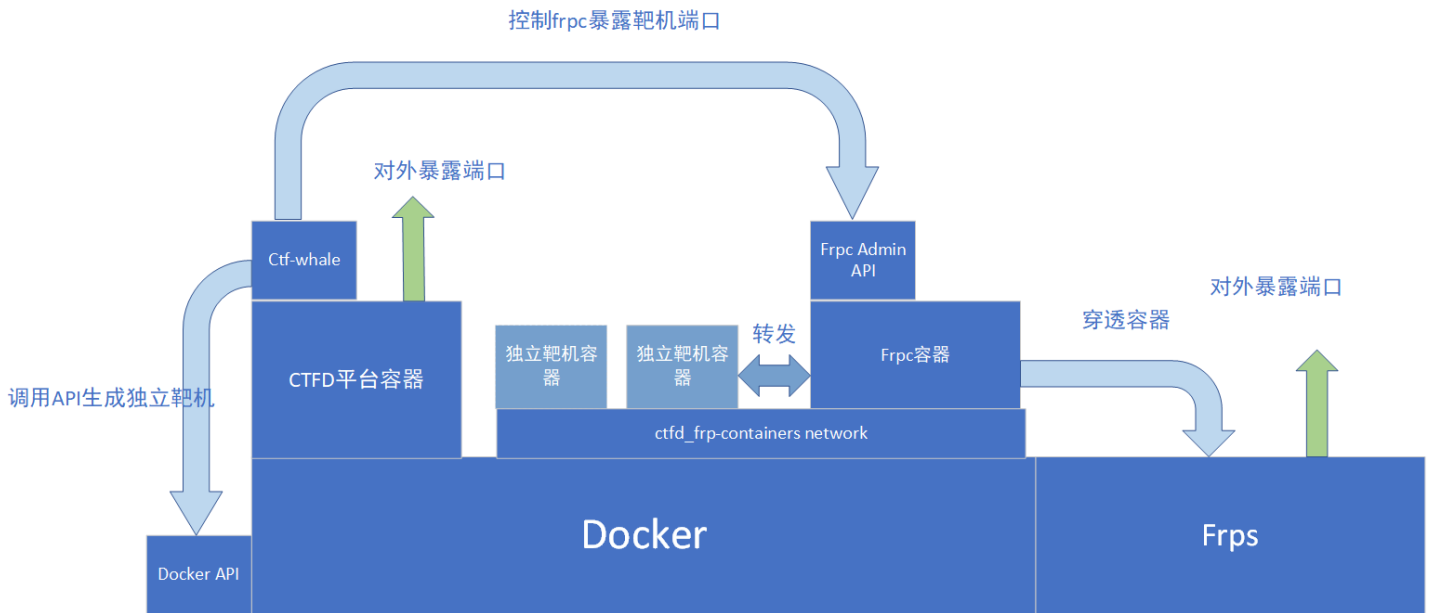 控制frpc暴露靶机端口
对外暴露端口
Ctf-whale
Frpc Admin
API
对外暴露端口
穿透容器
转发
独立靶机容
器
独立靶机容
器
Frpc容器
CTFD平台容器
调用API生成独立靶机
ctfd_frp-containers network
Docker
Frps
Docker API